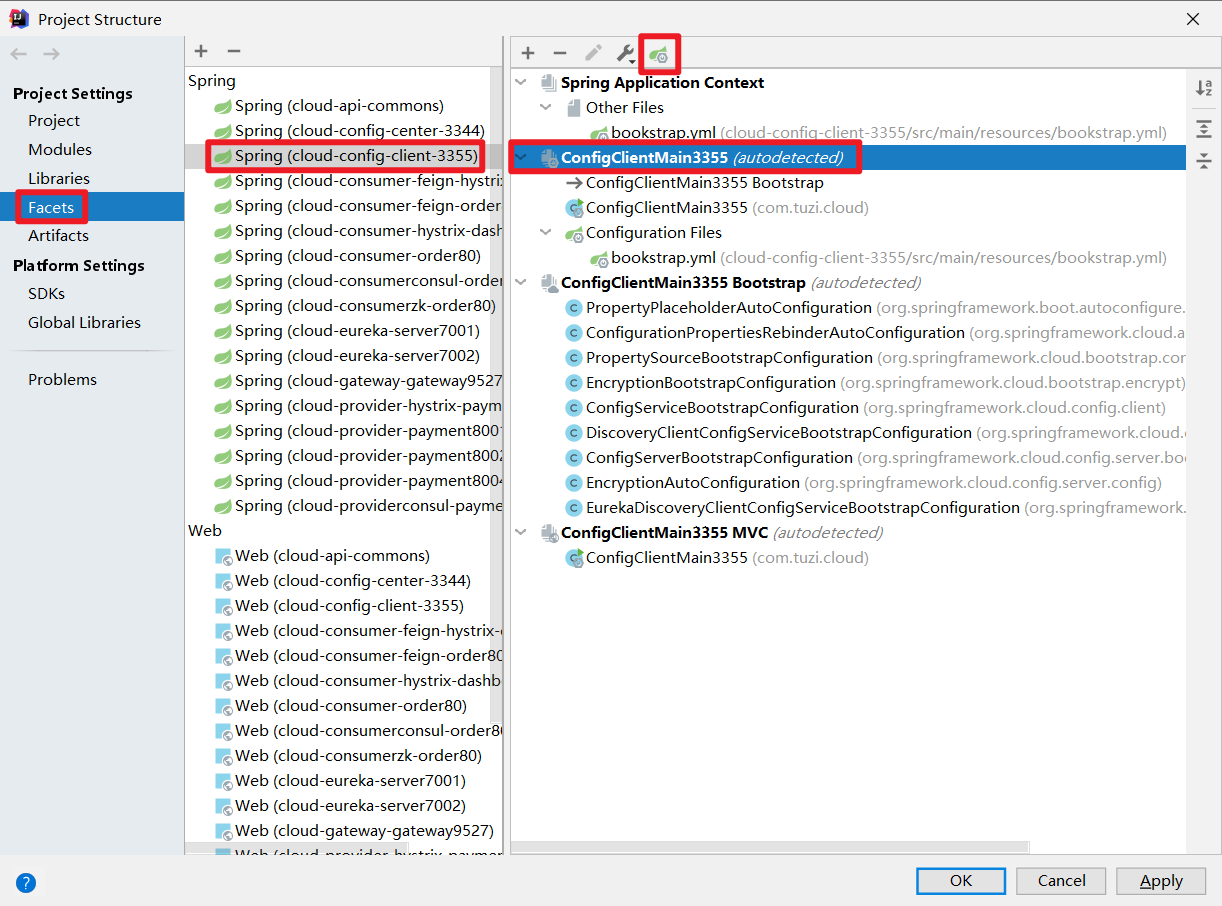 Project Structure
Project Settings
Project
Modules
Libraries
Facets
Artifacts
Platform Settings
SDKs
Global Libraries
Problems
Spring
Spring (cloud-api-commons)
Spring (cloud-config-center-3344)
Spring (cloud-config-client-3355)
Spring (cloud-consumer-feign-hystrix
Spring (cloud-consumer-feign-order
Spring (cloud-consumer-hystrix-dash
Spring (cloud-consumer-order80)
Spring (cloud-consumerconsul-order
Spring (cloud-consumerzk-order80)
Spring (cloud-eureka-server7001)
Spring (cloud-eureka-server7002)
Spring (cloud-gateway-gateway9527
Spring (cloud-provider-hystrix-paym
Spring (cloud-provider-payment8001
Spring (cloud-provider-payment8002
Spring (cloud-provider-payment8004
Spring (cloud-providerconsul-payme
Web
Web (cloud-api-commons)
Web (cloud-config-center-3344)
Web (cloud-config-client-3355)
Web (cloud-consumer-feign-hystrix-
Web (cloud-consumer-feign-order80
Web (cloud-consumer-hystrix-dashb
Web (cloud-consumer-order80)
Web (cloud-consumerconsul-order80
Web (cloud-consumerzk-order80)
Web (cloud-eureka-server7001)
Web (cloud-eureka-server7002)
Web (cloud-gateway-gateway9527)
Web (cloud-provider-hystrix-paymen
Spring Application Context
Other Files
bookstrap.yml (cloud-config-client-3355/src/main/resources/bookstrap.yml)
ConfigClientMain3355 (autodetected)
ConfigClientMain3355 Bootstrap
ConfigClientMain3355 (com.tuzi.cloud)
Configuration Files
bookstrap.yml (cloud-config-client-3355/src/main/resources/bookstrap.yml)
ConfigClientMain3355 Bootstrap (autodetected)
PropertyPlaceholderAutoConfiguration (org.springframework.boot.autoconfigure.
ConfigurationPropertiesRebinderAutoConfiguration (org.springframework.cloud.a
PropertySourceBootstrapConfiguration (org.springframework.cloud.bootstrap.cor
EncryptionBootstrapConfiguration (org.springframework.cloud.bootstrap.encrypt)
ConfigServiceBootstrapConfiguration (org.springframework.cloud.config.client)
DiscoveryClientConfigServiceBootstrapConfiguration (org.springframework.cloud.c
ConfigServerBootstrapConfiguration (org.springframework.cloud.config.server.boo
EncryptionAutoConfiguration (org.springframework.cloud.config.server.config)
EurekaDiscoveryClientConfigServiceBootstrapConfiguration (org.springframework.
ConfigClientMain3355 MVC (autodetected)
ConfigClientMain3355 (com.tuzi.cloud)
OK
Cancel
Apply